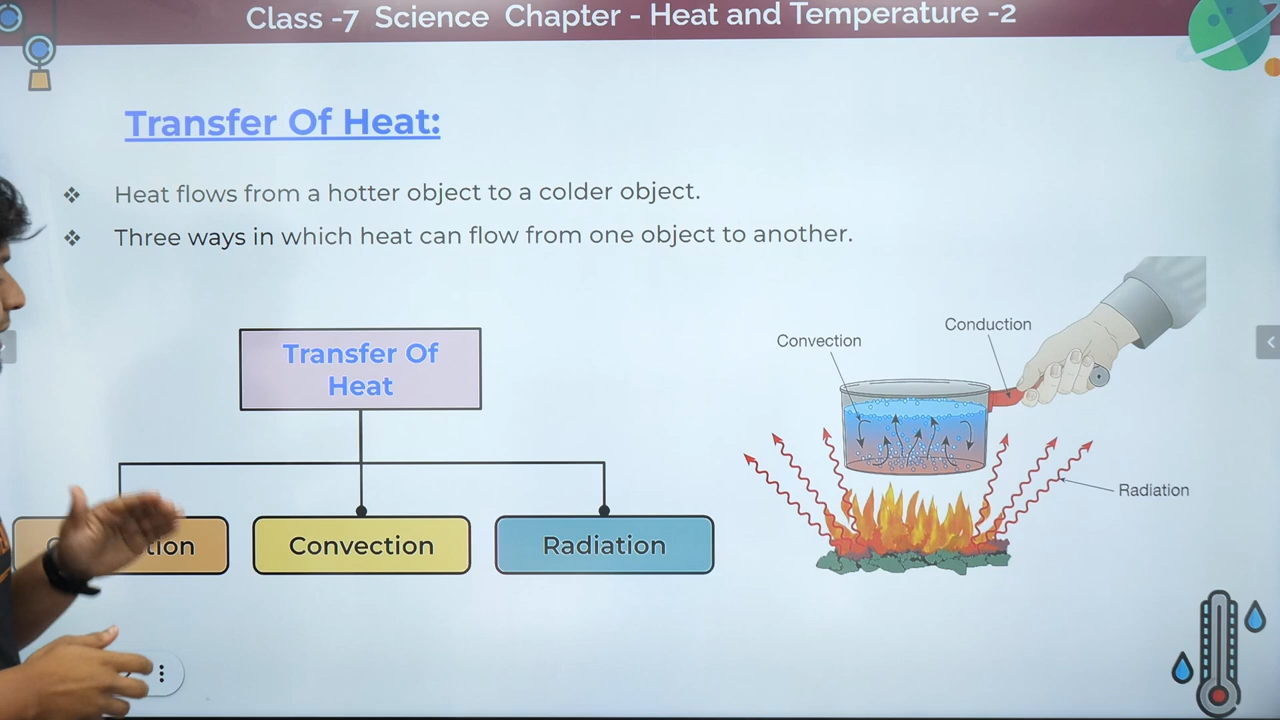 Class -7 Science Chapter - Heat and Temperature -2
Transfer Of Heat:
❖ Heat flows from a hotter object to a colder object.
❖ Three ways in which heat can flow from one object to another.
Transfer Of
Heat
Convection
Radiation
Convection
Conduction
Radiation